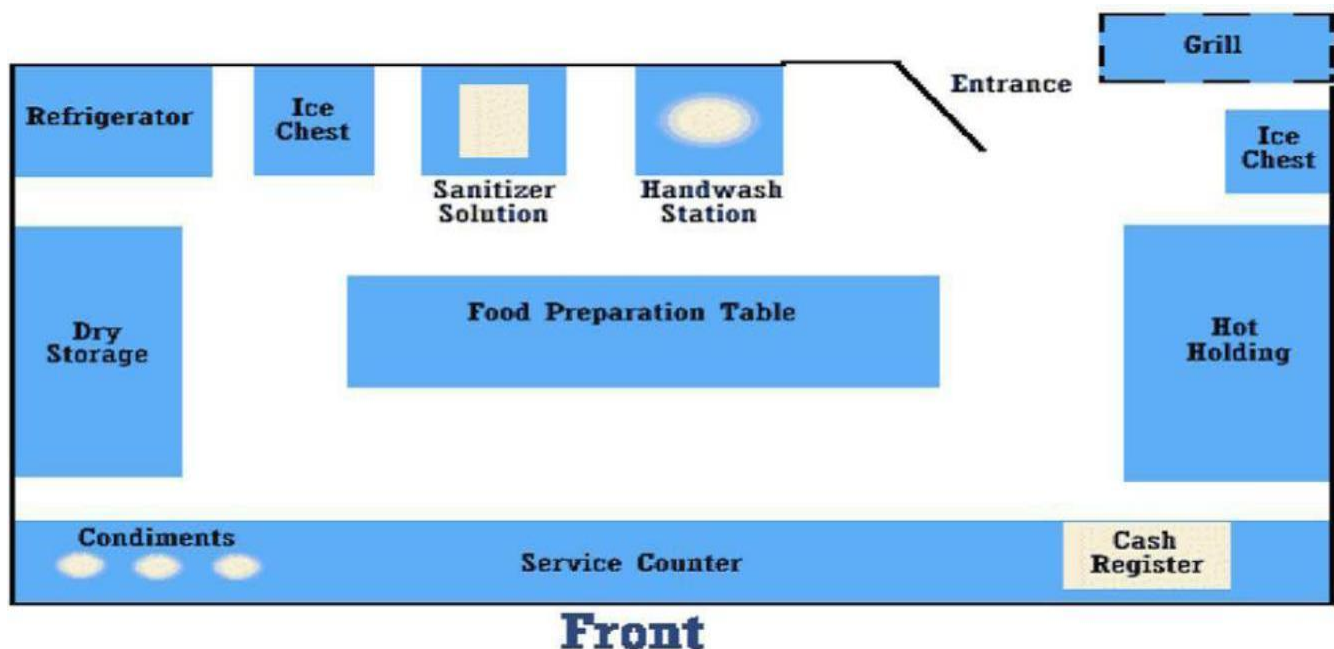 Grill
Entrance
Refrigerator
Ice
Chest
Sanitizer
Solution
Handwash
Station
Ice
Chest
Dry
Storage
Food Preparation Table
Hot
Holding
Condiments
Service Counter
Cash
Register
Front